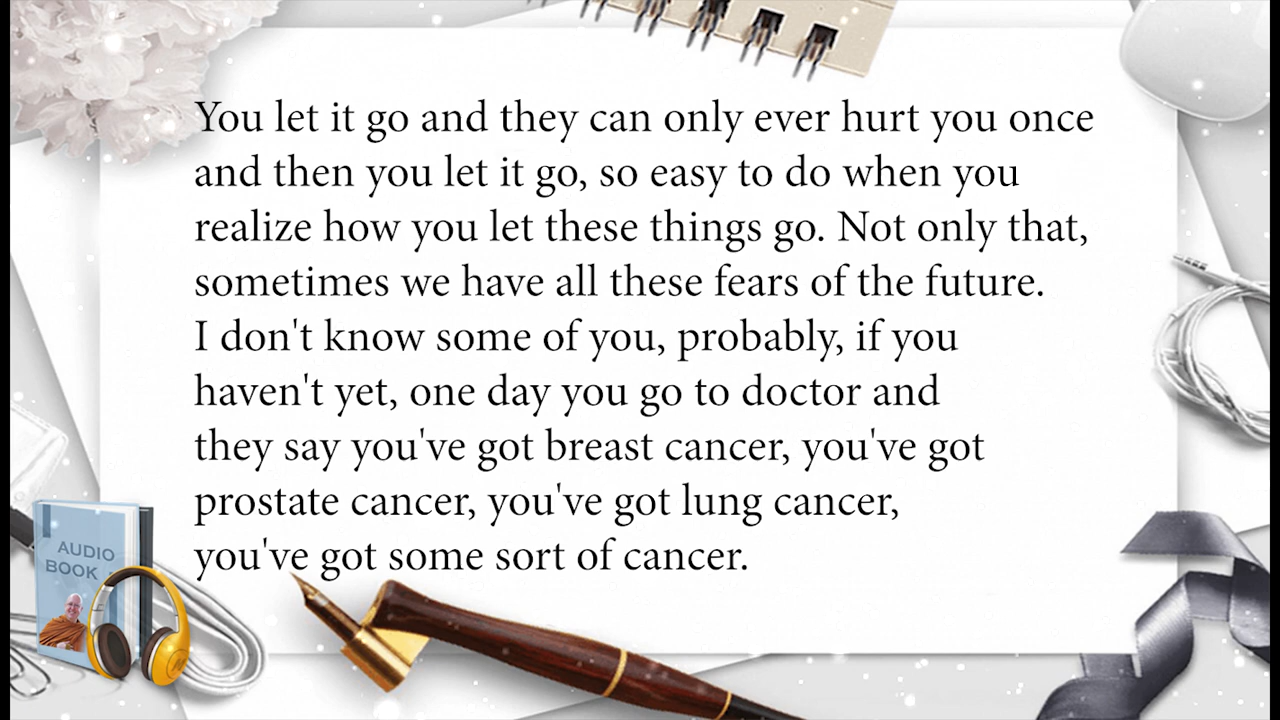 You let it go and they can only ever hurt you once
and then you let it go, so easy to do when you
realize how you let these things go. Not only that,
sometimes we have all these fears of the future.
I don't know some of you, probably, if you
haven't yet, one day you go to doctor and
they say you've got breast cancer, you've got
prostate cancer, you've got lung cancer,
you've got some sort of cancer.
AUDIO
BOOK